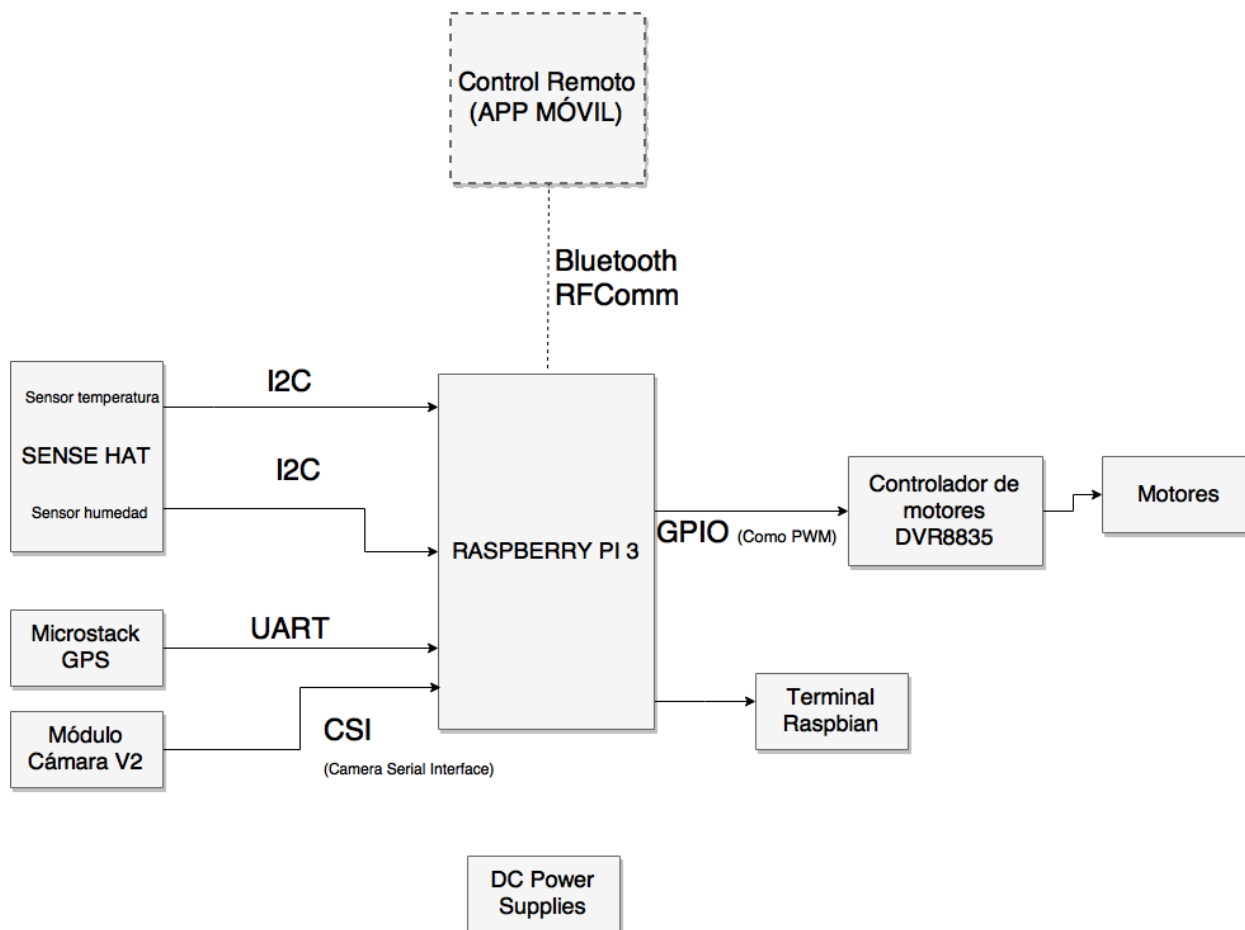 Control Remoto
(APP MÓVIL)
Bluetooth
RFComm
Sensor temperatura
SENSE HAT
Sensor humedad
I2C
I2C
RASPBERRY PI 3
GPIO (Como PWM)
Controlador de
motores
DVR8835
Motores
Microstack
GPS
UART
Módulo
Cámara V2
CSI
(Camera Serial Interface)
Terminal
Raspbian
DC Power
Supplies